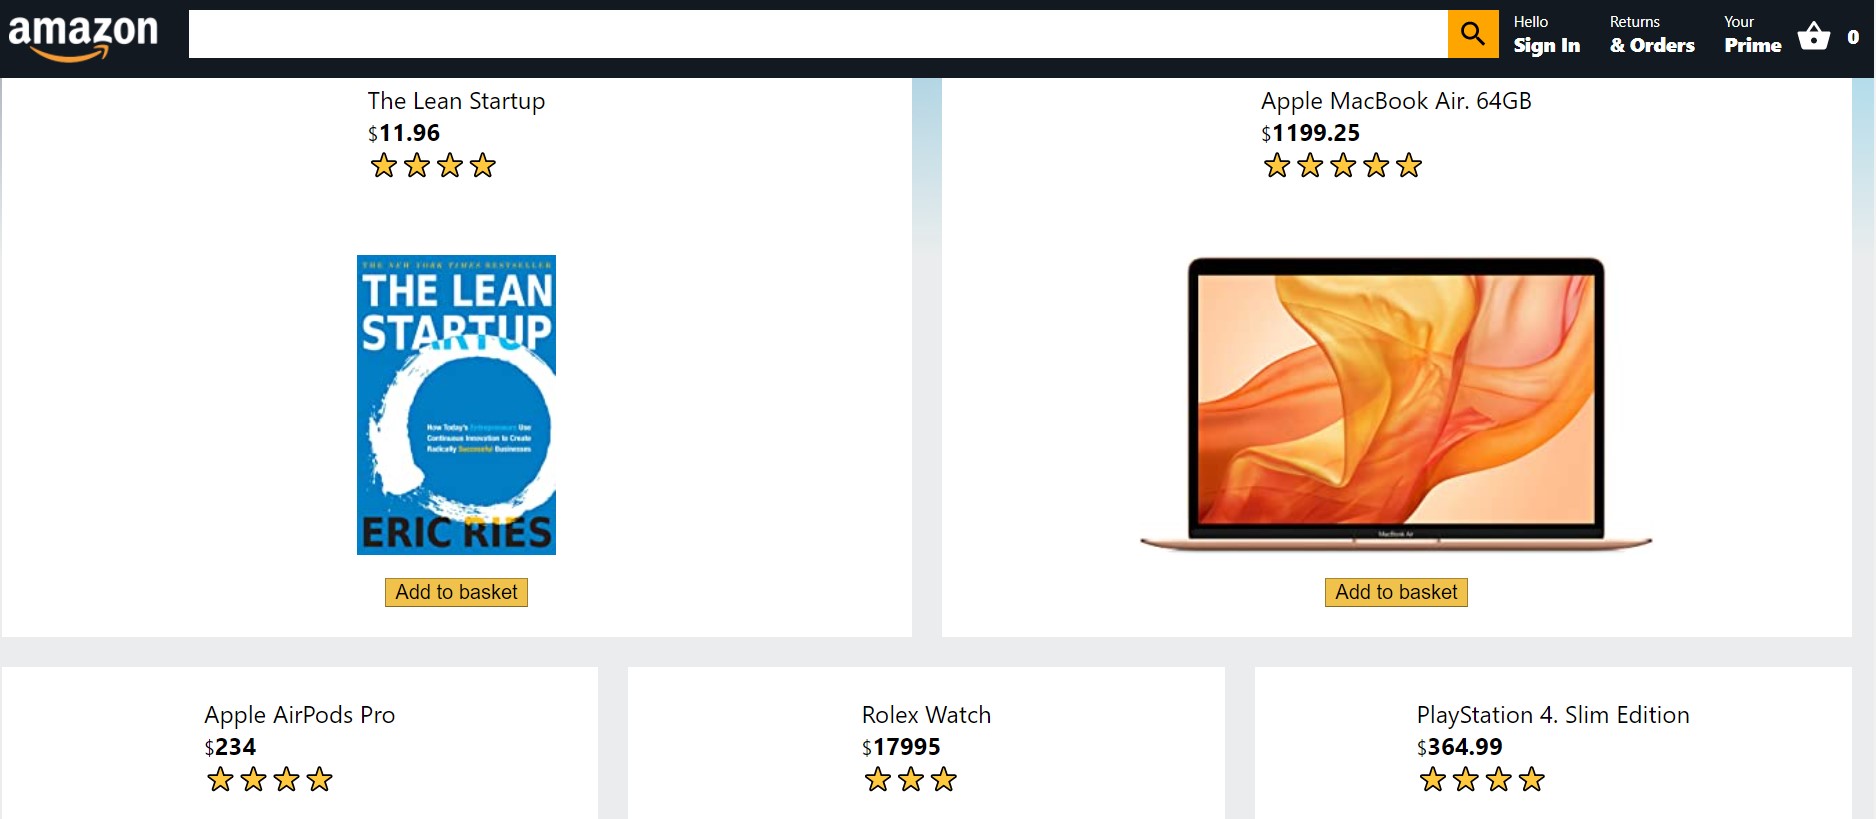 amazon
Hello
Sign In
Returns
& Orders
Your
Prime
0
The Lean Startup
$11.96
Apple MacBook Air. 64GB
$1199.25
THE NEW YORK TIMES BESTSELLER
THE LEAN
STARTUP
How Today's Entrepreneurs Use
Continuous Innovation to Create
Radically Successful Businesses
ERIC RIES
MacBook Air
Add to basket
Add to basket
Apple AirPods Pro
$234
Rolex Watch
$17995
PlayStation 4. Slim Edition
$364.99